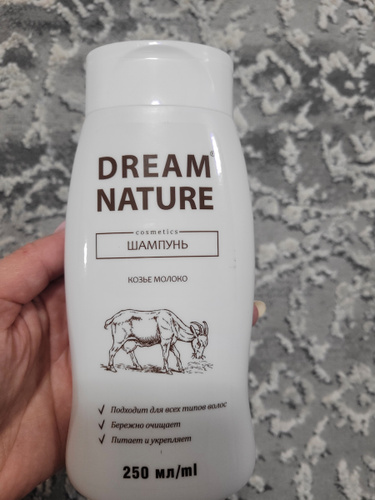 DREAM®
NATURE
cosmetics
ШАМПУНЬ
КОЗЬЕ МОЛОКО
✓ Подходит для всех типов волос
✓ Бережно очищает
✓ Питает и укрепляет
250 мл/ml